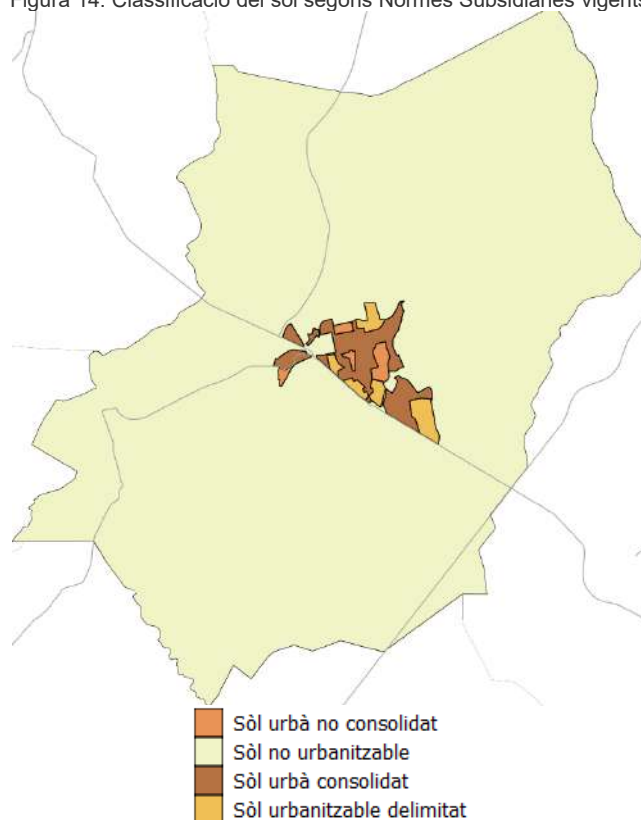 Figura 14. Classificació del sòl segons Normes Subsidiàries vigents
Sòl urbà no consolidat
Sòl no urbanitzable
Sòl urbà consolidat
Sòl urbanitzable delimitat